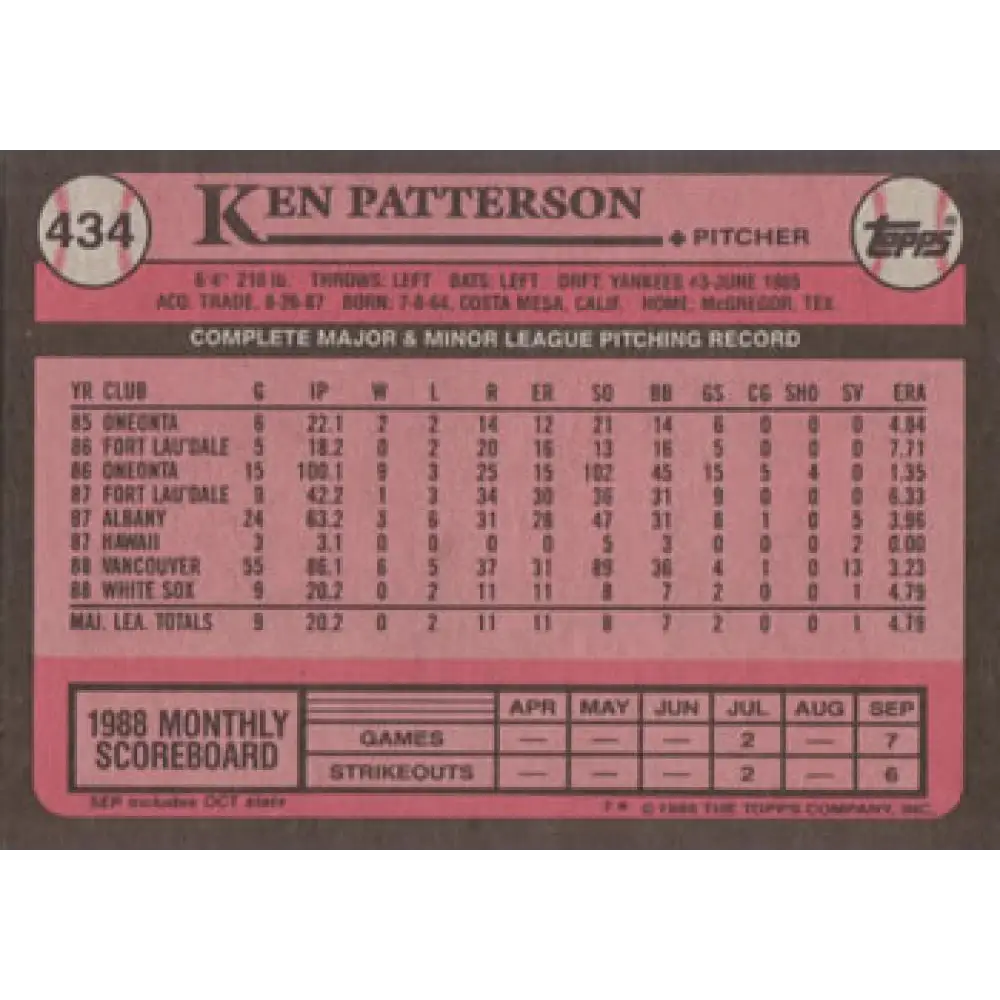 434
KEN PATTERSON
PITCHER
TOPPS
6'4" 210 lb. THROWS: LEFT BATS: LEFT DRFT: YANKEES #3-JUNE 1985
ACQ: TRADE, 8-26-87 BORN: 7-8-64, COSTA MESA, CALIF. HOME: McGREGOR, TEX.
COMPLETE MAJOR & MINOR LEAGUE PITCHING RECORD
YR CLUB G IP W L R ER SO BB GS CG SHO SV ERA
85 ONEONTA 6 22.1 2 2 14 12 21 14 6 0 0 0 4.84
86 FORT LAU'DALE 5 18.2 0 2 20 16 13 16 5 0 0 0 7.71
86 ONEONTA 15 100.1 9 3 25 15 102 45 15 5 4 0 1.35
87 FORT LAU'DALE 9 42.2 1 3 34 30 36 31 9 0 0 0 6.33
87 ALBANY 24 63.2 3 6 31 28 47 31 8 1 0 5 3.96
87 HAWAII 3 3.1 0 0 0 0 5 3 0 0 0 2 0.00
88 VANCOUVER 55 86.1 6 5 37 31 89 36 4 1 0 13 3.23
88 WHITE SOX 9 20.2 0 2 11 11 8 7 2 0 0 1 4.79
MAJ. LEA. TOTALS 9 20.2 0 2 11 11 8 7 2 0 0 1 4.79
1988 MONTHLY SCOREBOARD
APR MAY JUN JUL AUG SEP
GAMES — — — 2 — 7
STRIKEOUTS — — — 2 — 6
SEP includes OCT stats
© THE TOPPS COMPANY, INC.